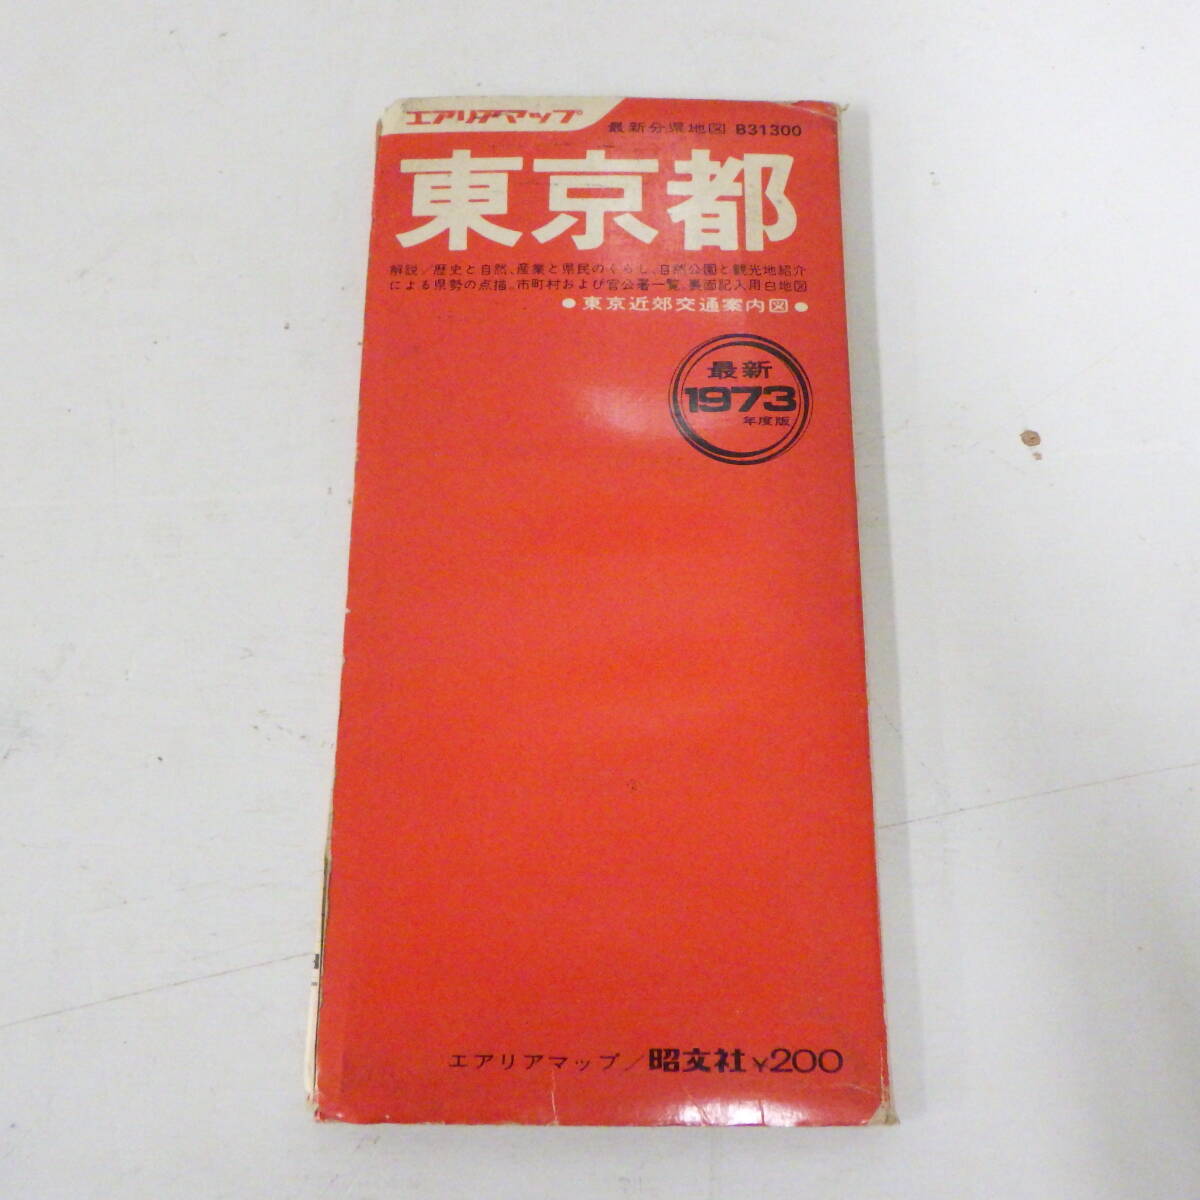 エアリアマップ
最新分県地図 B31300
東京都
解説／歴史と自然、産業と県民のくらし、自然公園と観光地紹介
による県勢の点描。市町村および官公署一覧。裏面記入用白地図
●東京近郊交通案内図●
最新
1973
年度版
エアリアマップ／昭文社¥200